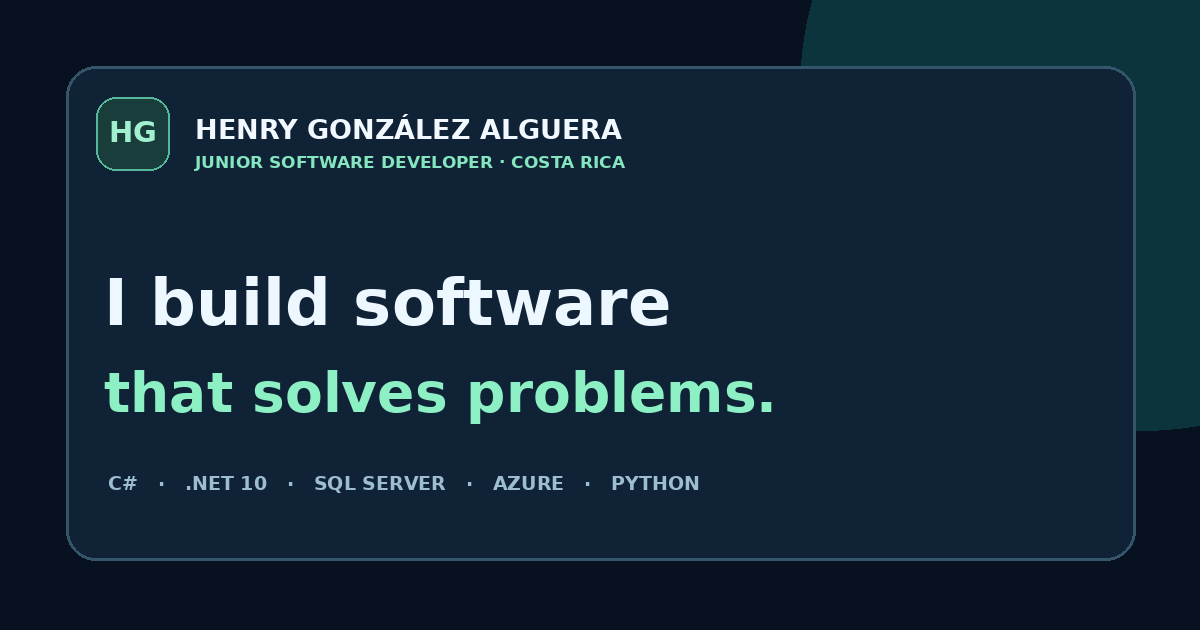 HG
HENRY GONZÁLEZ ALGUERA
JUNIOR SOFTWARE DEVELOPER · COSTA RICA
I build software
that solves problems.
C# · .NET 10 · SQL SERVER · AZURE · PYTHON